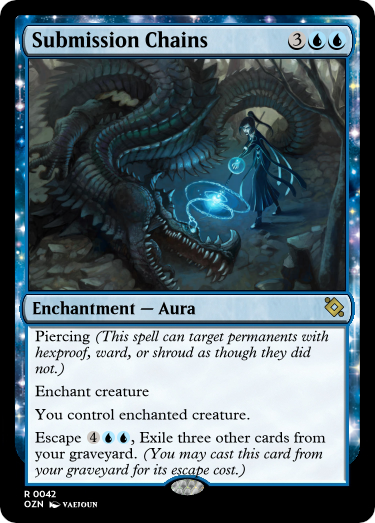 Submission Chains 3
Enchantment — Aura
Piercing (This spell can target permanents with
hexproof, ward, or shroud as though they did
not.)
Enchant creature
You control enchanted creature.
Escape 4, Exile three other cards from
your graveyard. (You may cast this card from
your graveyard for its escape cost.)
R 0042
OZN VAEJOUN